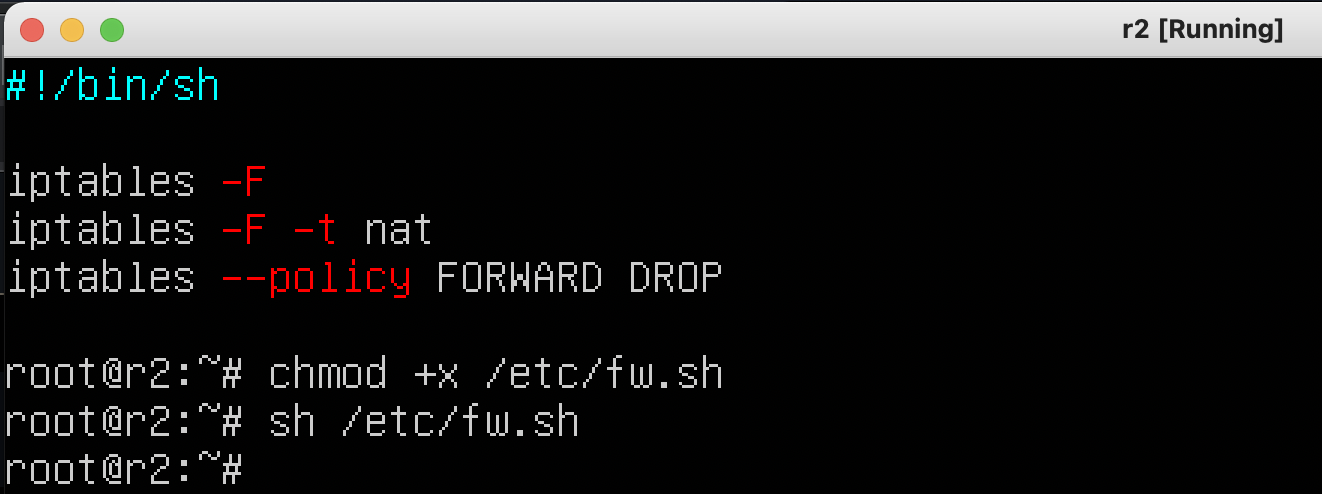 r2 [Running]
#!/bin/sh
iptables -F
iptables -F -t nat
iptables --policy FORWARD DROP
root@r2:~# chmod +x /etc/fw.sh
root@r2:~# sh /etc/fw.sh
root@r2:~#